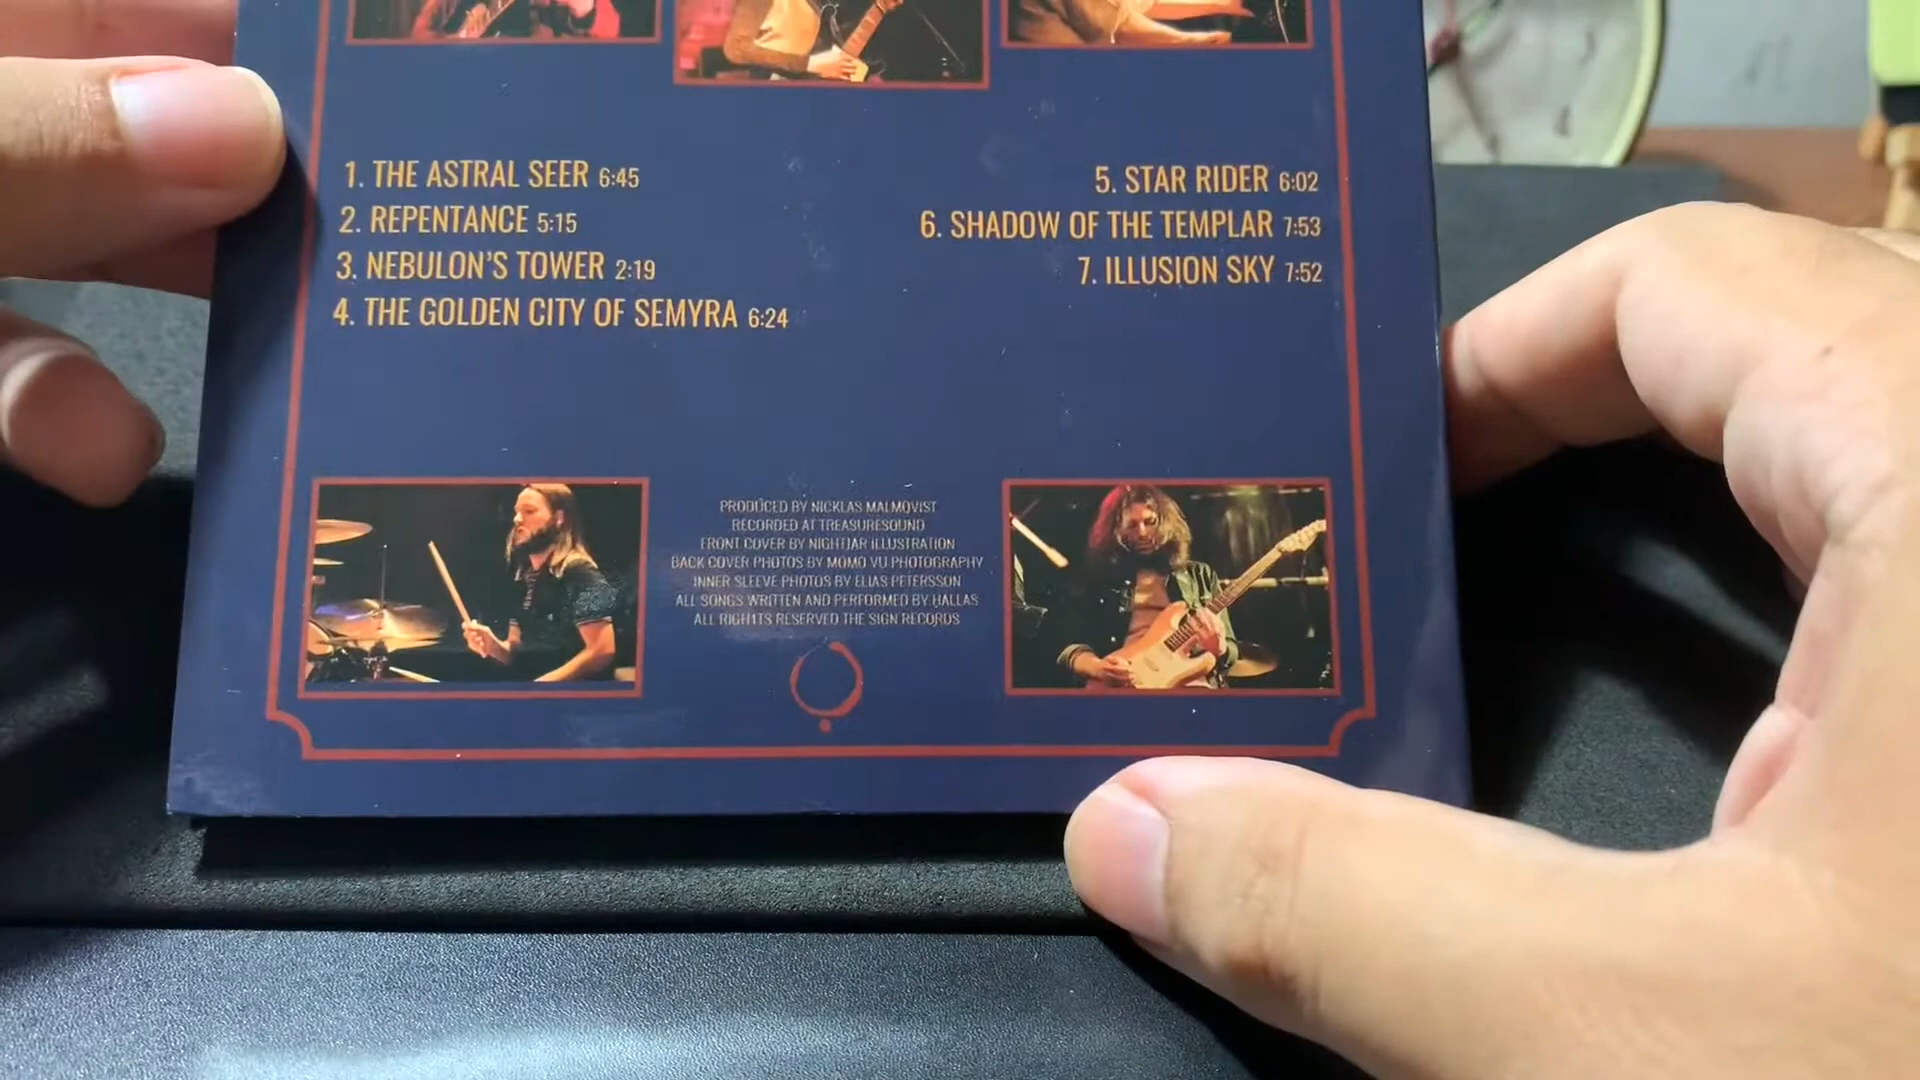 1. THE ASTRAL SEER 6:45
2. REPENTANCE 5:15
3. NEBULON'S TOWER 2:19
4. THE GOLDEN CITY OF SEMYRA 6:24
5. STAR RIDER 6:02
6. SHADOW OF THE TEMPLAR 7:53
7. ILLUSION SKY 7:52
PRODUCED BY NICKLAS MALMQVIST
RECORDED AT TREASURESOUND
FRONT COVER BY NIGHTJAR ILLUSTRATION
BACK COVER PHOTOS BY MOMO VU PHOTOGRAPHY
INNER SLEEVE PHOTOS BY ELIAS PETERSSON
ALL SONGS WRITTEN AND PERFORMED BY HÄLLAS
ALL RIGHTS RESERVED THE SIGN RECORDS